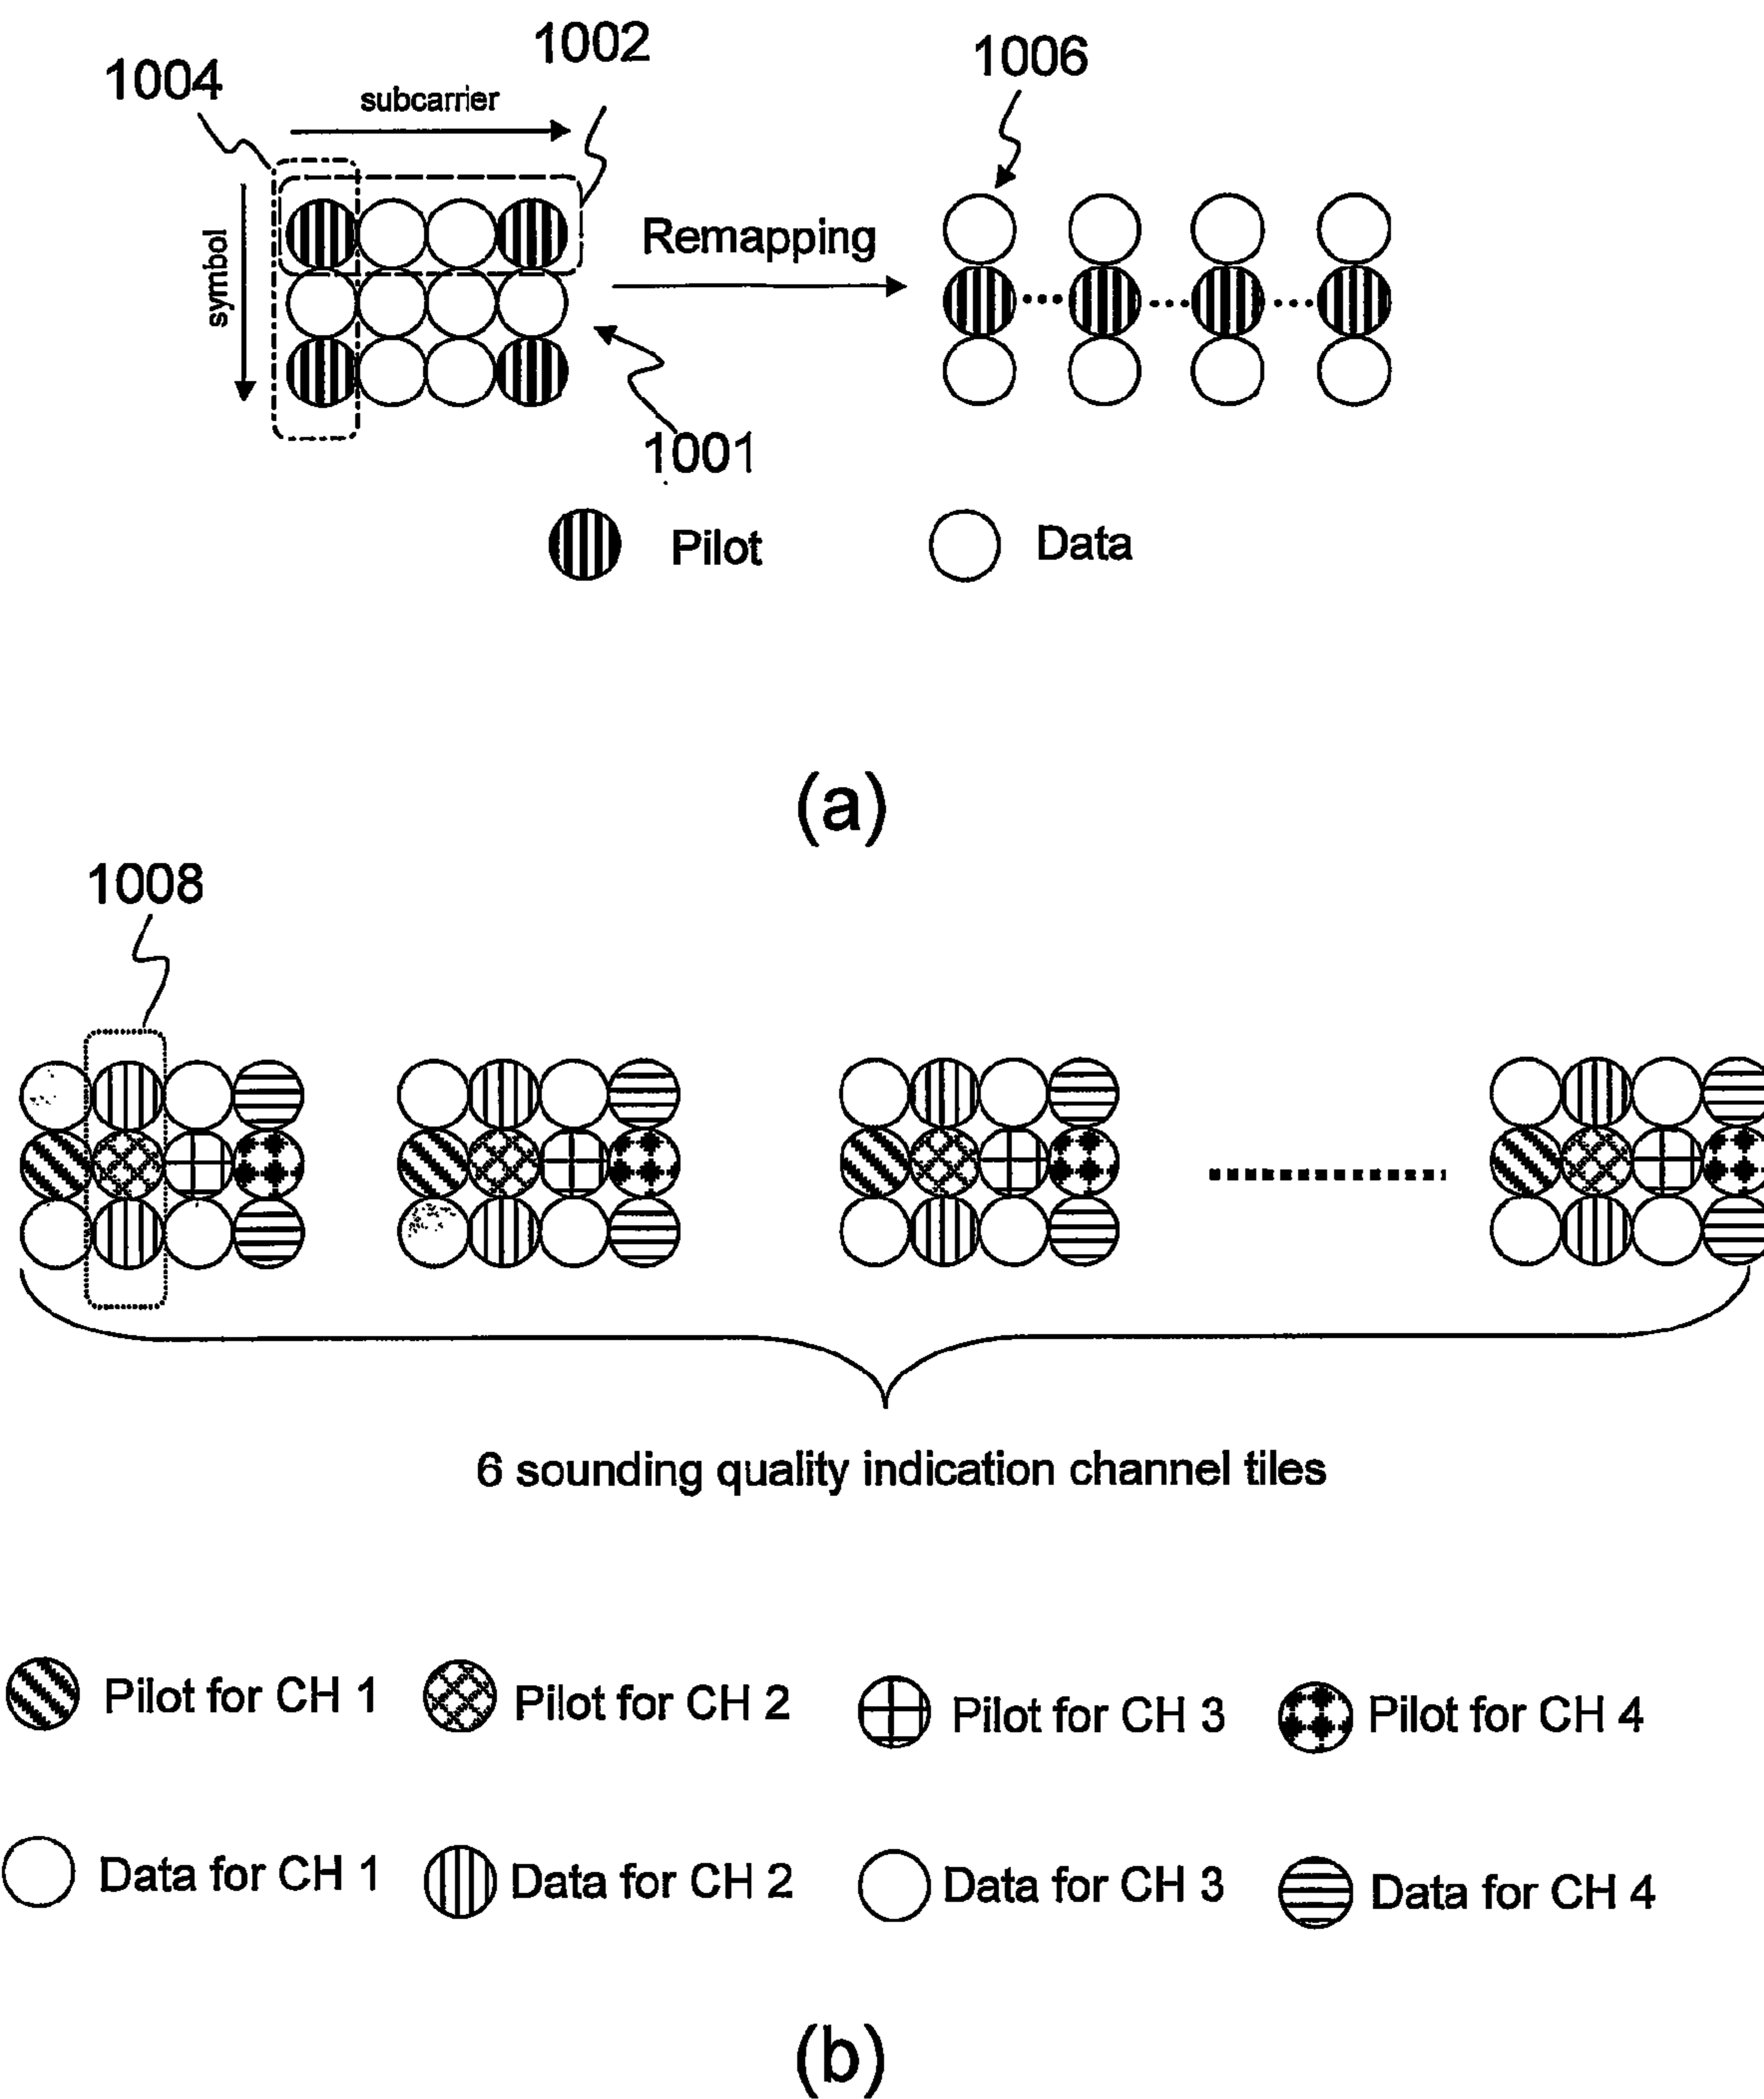 1002
1006
1004
subcarrier
symbol
Remapping
1001
Pilot
Data
(a)
1008
6 sounding quality indication channel tiles
Pilot for CH 1
Pilot for CH 2
Pilot for CH 3
Pilot for CH 4
Data for CH 1
Data for CH 2
Data for CH 3
Data for CH 4
(b)